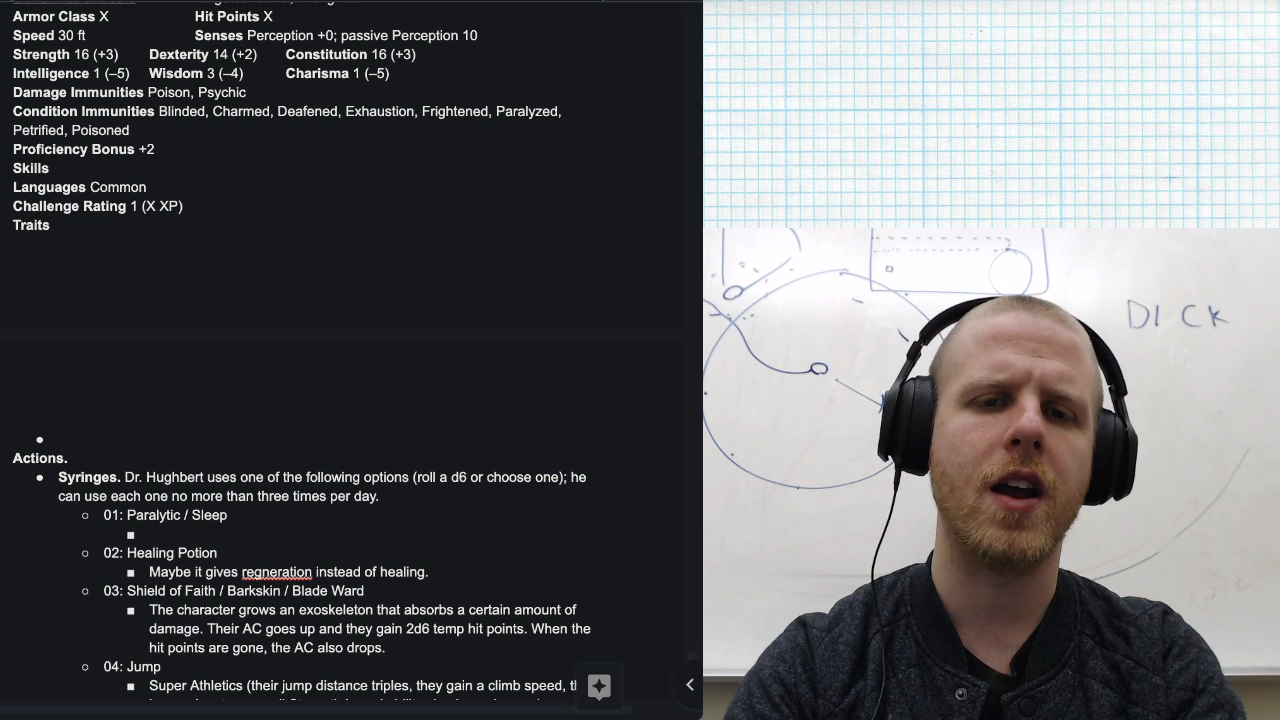 Armor Class X Hit Points X
Speed 30 ft Senses Perception +0; passive Perception 10
Strength 16 (+3) Dexterity 14 (+2) Constitution 16 (+3)
Intelligence 1 (–5) Wisdom 3 (–4) Charisma 1 (–5)
Damage Immunities Poison, Psychic
Condition Immunities Blinded, Charmed, Deafened, Exhaustion, Frightened, Paralyzed,
Petrified, Poisoned
Proficiency Bonus +2
Skills
Languages Common
Challenge Rating 1 (X XP)
Traits
Actions.
Syringes. Dr. Hughbert uses one of the following options (roll a d6 or choose one); he
can use each one no more than three times per day.
01: Paralytic / Sleep
02: Healing Potion
Maybe it gives regneration instead of healing.
03: Shield of Faith / Barkskin / Blade Ward
The character grows an exoskeleton that absorbs a certain amount of
damage. Their AC goes up and they gain 2d6 temp hit points. When the
hit points are gone, the AC also drops.
04: Jump
Super Athletics (their jump distance triples, they gain a climb speed,
DICK